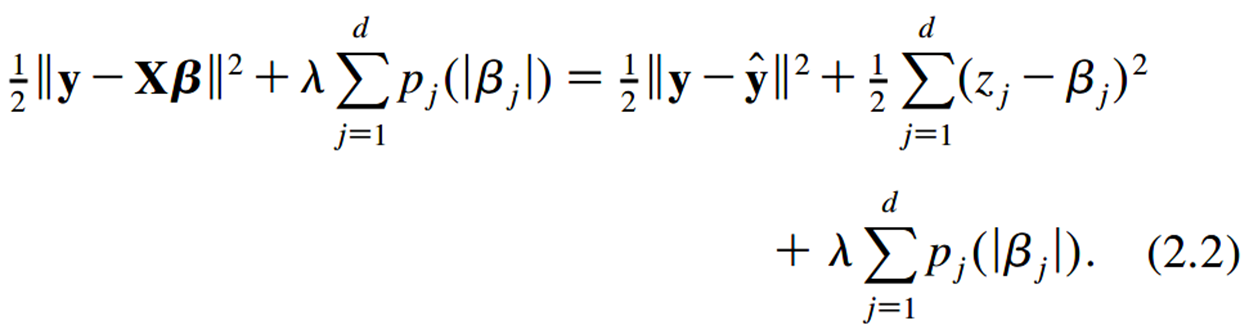 ½‖y − Xβ‖² + λ ∑_{j=1}^{d} p_j(|β_j|) = ½‖y − ŷ‖² + ½ ∑_{j=1}^{d} (z_j − β_j)²
+ λ ∑_{j=1}^{d} p_j(|β_j|). (2.2)